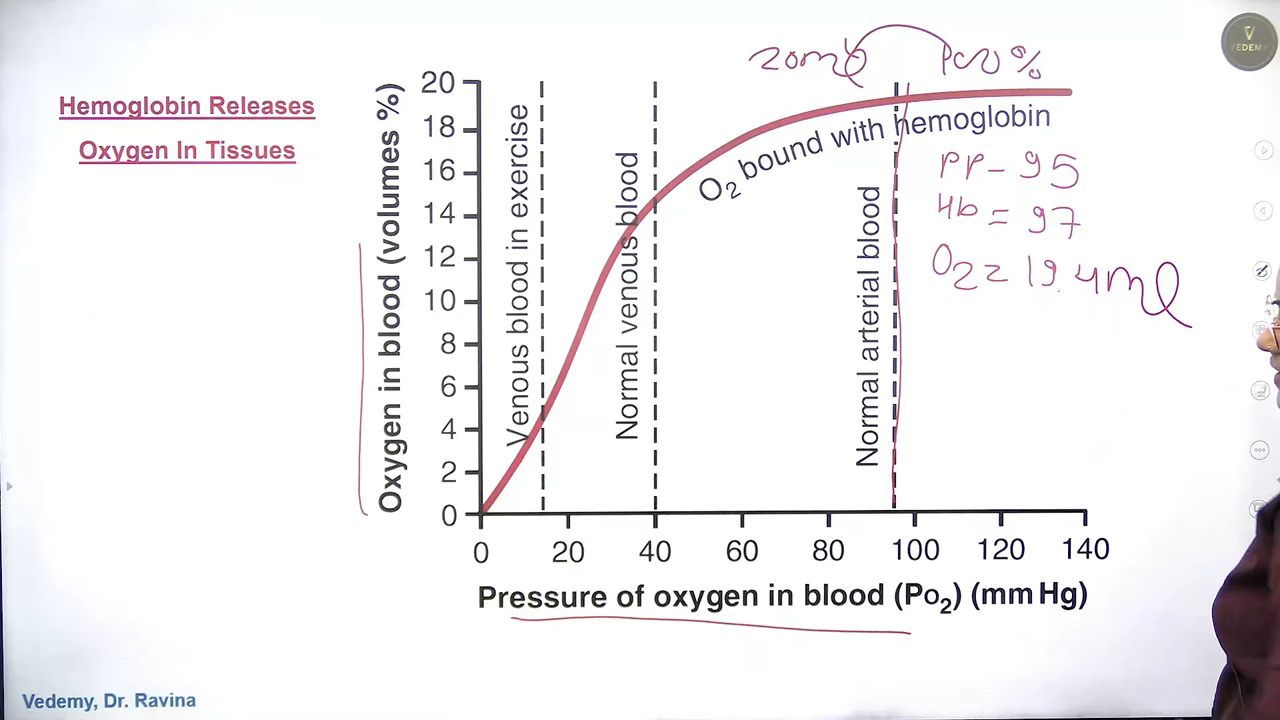 VEDEMY
20ml 100%
Hemoglobin Releases
Oxygen In Tissues
Oxygen in blood (volumes %)
20
18
16
14
12
10
8
6
4
2
0
Venous blood in exercise
Normal venous blood
O2 bound with hemoglobin
Normal arterial blood
PP - 95
Hb = 97
O2 = 19.4ml
0 20 40 60 80 100 120 140
Pressure of oxygen in blood (PO2) (mm Hg)
Vedemy, Dr. Ravina